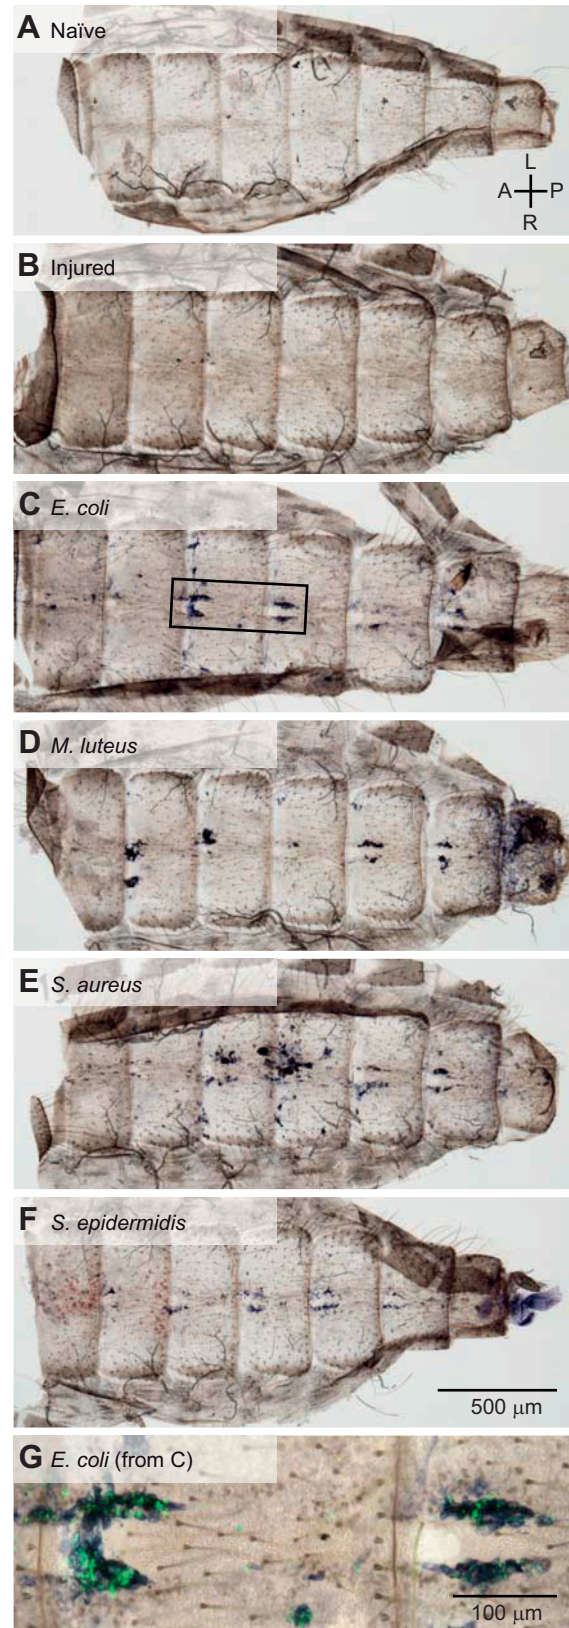 A Naïve
L
A P
R
B Injured
C E. coli
D M. luteus
E S. aureus
F S. epidermidis
500 μm
G E. coli (from C)
100 μm